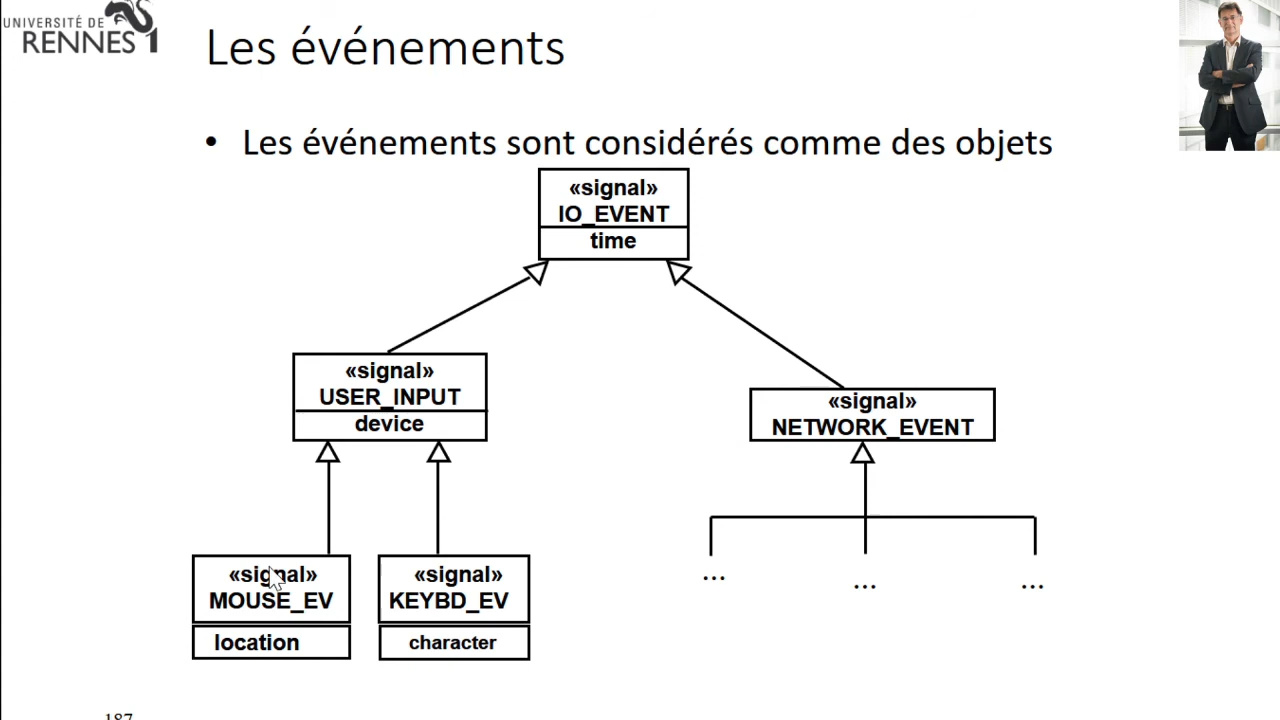 UNIVERSITÉ DE
RENNES 1
Les événements
• Les événements sont considérés comme des objets
«signal»
IO_EVENT
time
«signal»
USER_INPUT
device
«signal»
NETWORK_EVENT
«signal»
MOUSE_EV
location
«signal»
KEYBD_EV
character
...
...
...
187